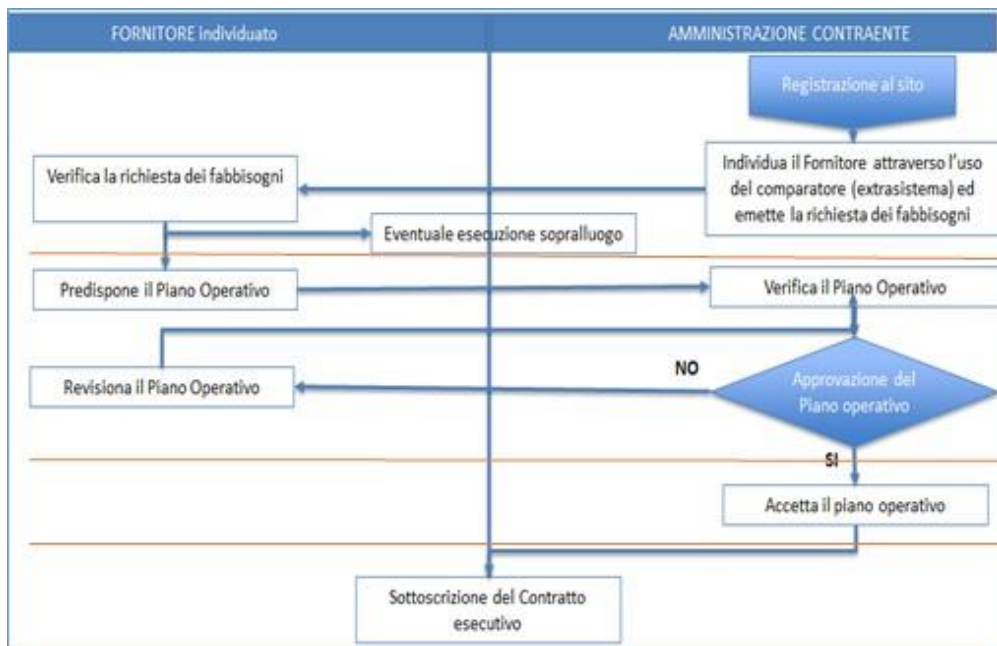 FORNITORE individuato
AMMINISTRAZIONE CONTRAENTE
Registrazione al sito
Verifica la richiesta dei fabbisogni
Individua il Fornitore attraverso l'uso
del comparatore (extrasistema) ed
emette la richiesta dei fabbisogni
Eventuale esecuzione sopralluogo
Predispone il Piano Operativo
Verifica il Piano Operativo
NO
Approvazione del
Piano operativo
Revisiona il Piano Operativo
SI
Accetta il piano operativo
Sottoscrizione del Contratto
esecutivo